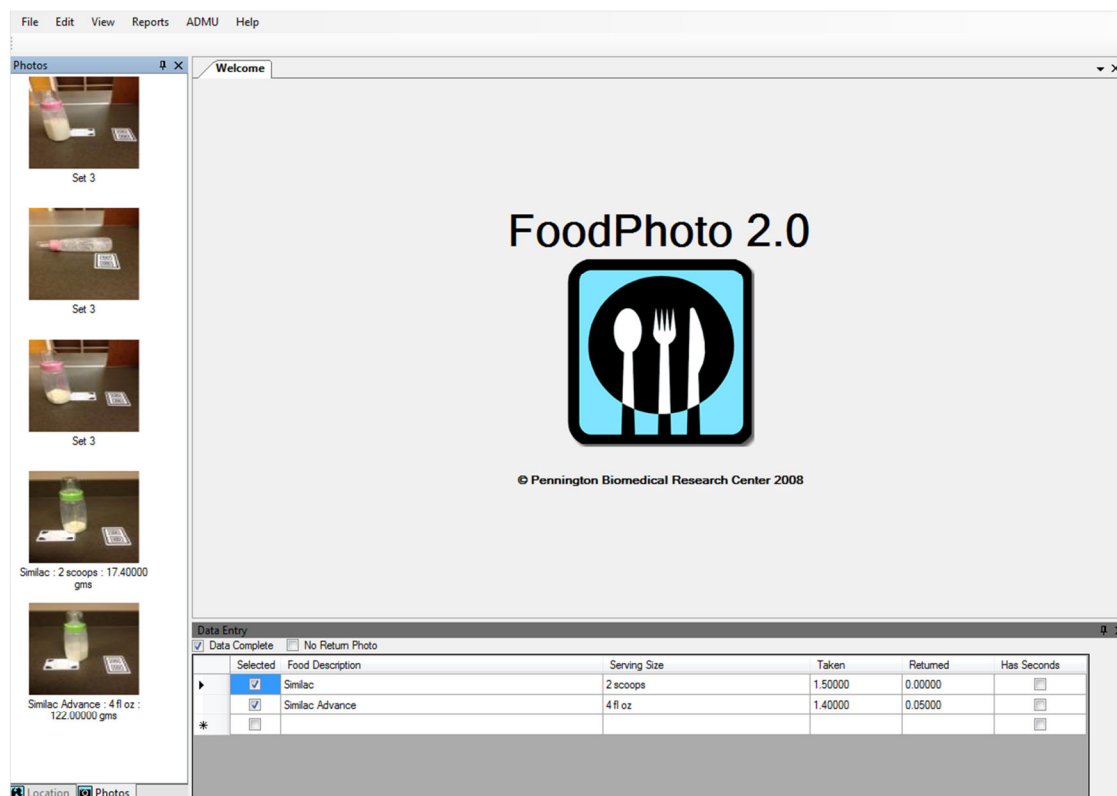 File Edit View Reports ADMU Help
Photos
Set 3
Set 3
Set 3
Similac : 2 scoops : 17.40000
gms
Similac Advance : 4 fl oz :
122.00000 gms
Location Photos
Welcome
FoodPhoto 2.0
© Pennington Biomedical Research Center 2008
Data Entry
Data Complete No Return Photo
Selected Food Description Serving Size Taken Returned Has Seconds
Similac 2 scoops 1.50000 0.00000
Similac Advance 4 fl oz 1.40000 0.05000